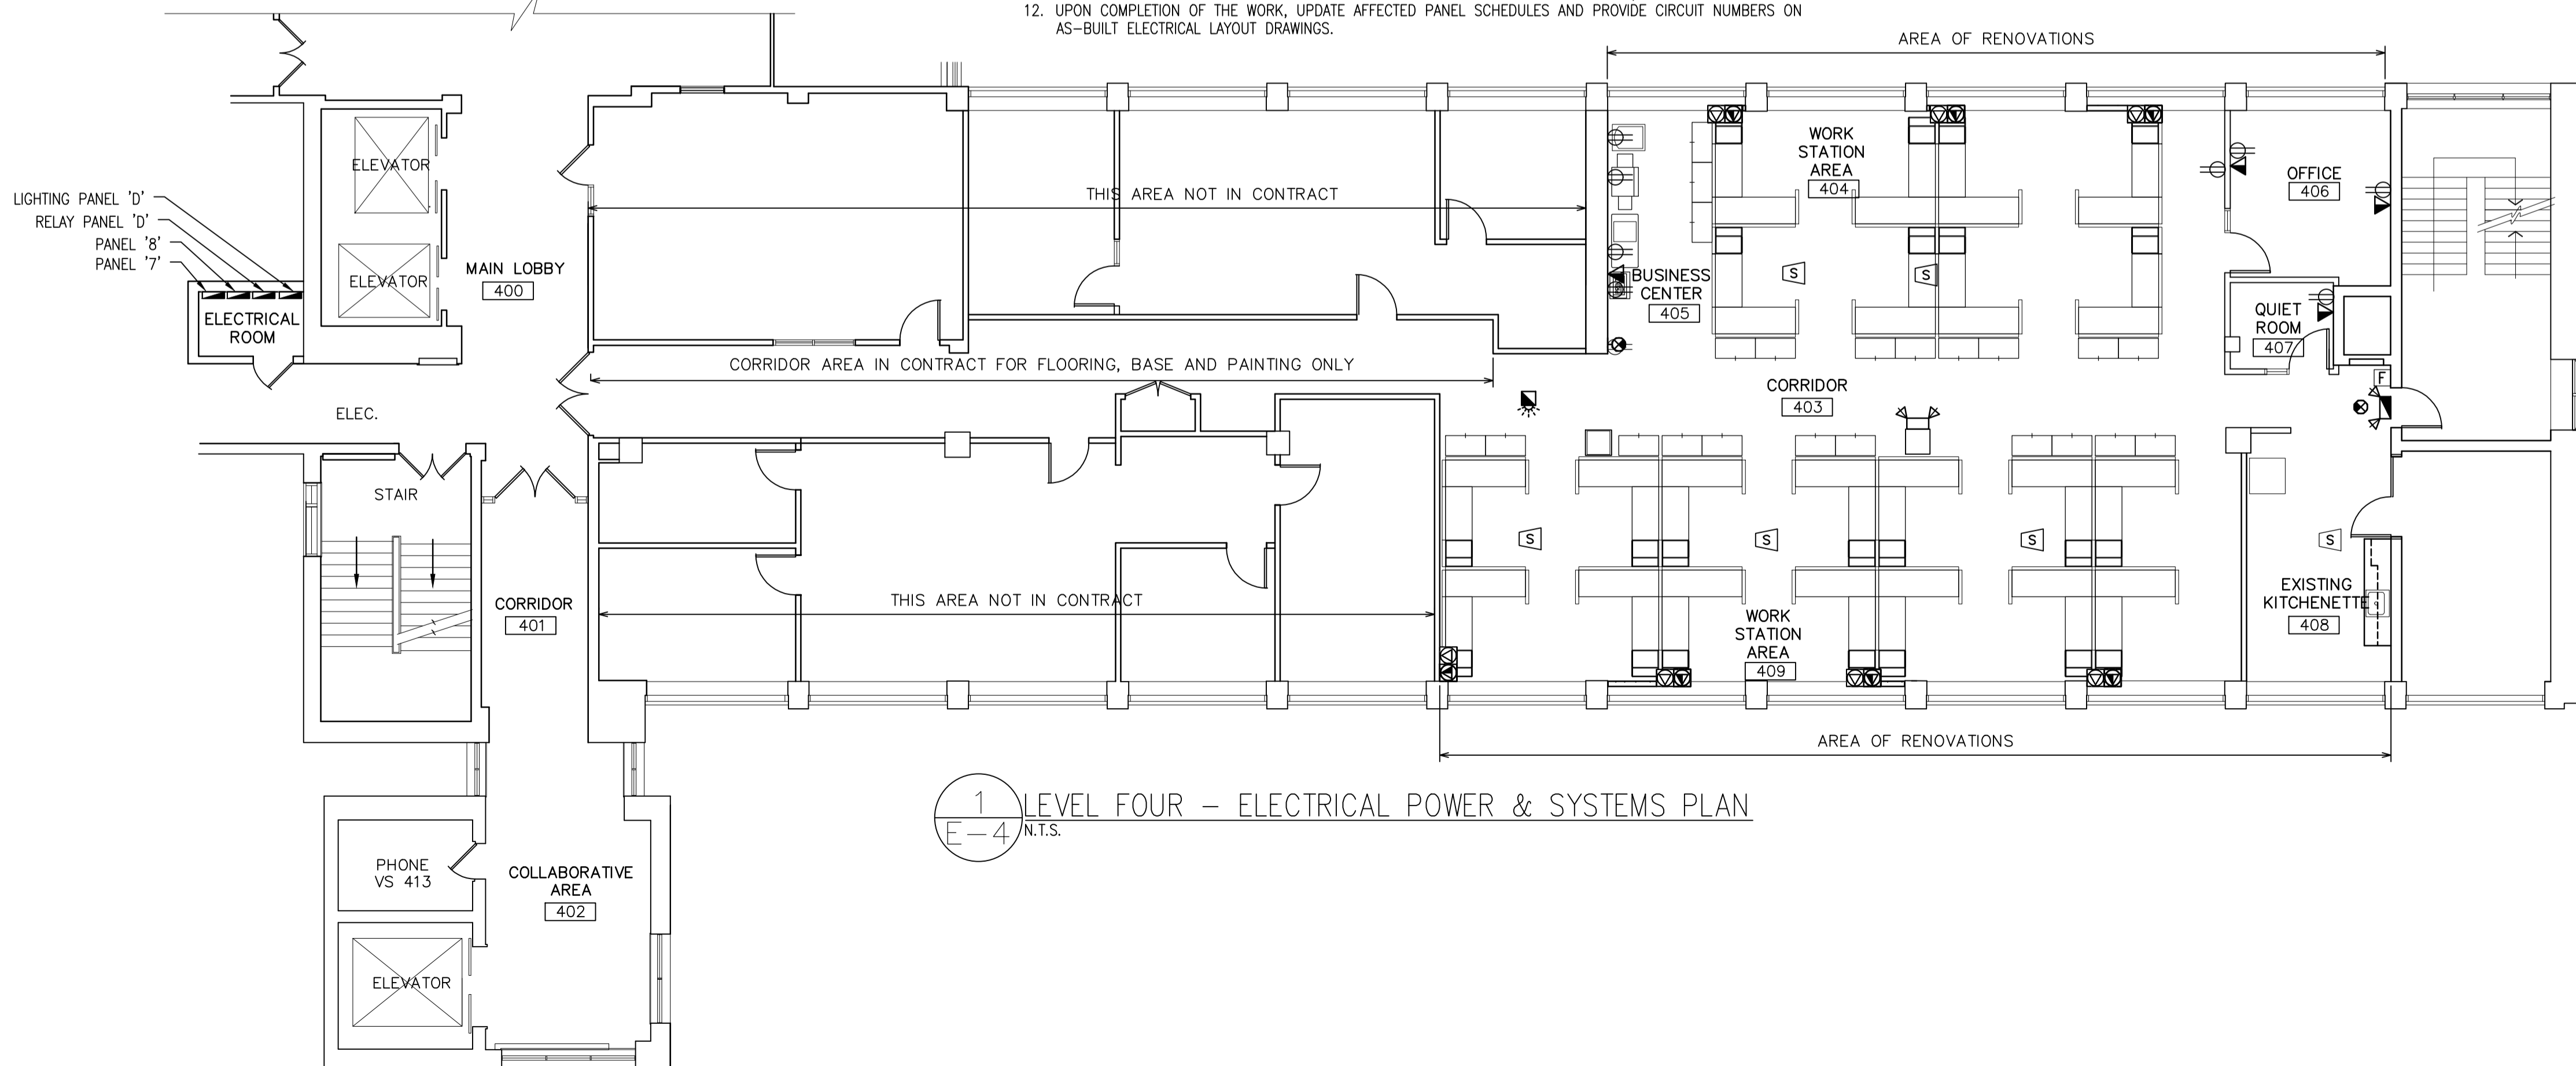 12. UPON COMPLETION OF THE WORK, UPDATE AFFECTED PANEL SCHEDULES AND PROVIDE CIRCUIT NUMBERS ON
AS-BUILT ELECTRICAL LAYOUT DRAWINGS.
AREA OF RENOVATIONS
ELEVATOR
LIGHTING PANEL 'D'
RELAY PANEL 'D'
PANEL '8'
PANEL '7'
ELEVATOR
MAIN LOBBY
400
ELECTRICAL
ROOM
THIS AREA NOT IN CONTRACT
WORK
STATION
AREA
404
OFFICE
406
S
S
BUSINESS
CENTER
405
QUIET
ROOM
407
CORRIDOR AREA IN CONTRACT FOR FLOORING, BASE AND PAINTING ONLY
CORRIDOR
403
F
ELEC.
STAIR
S
S
S
S
CORRIDOR
401
THIS AREA NOT IN CONTRACT
WORK
STATION
AREA
409
EXISTING
KITCHENETTE
408
AREA OF RENOVATIONS
1
E-4
LEVEL FOUR - ELECTRICAL POWER & SYSTEMS PLAN
N.T.S.
PHONE
VS 413
COLLABORATIVE
AREA
402
ELEVATOR